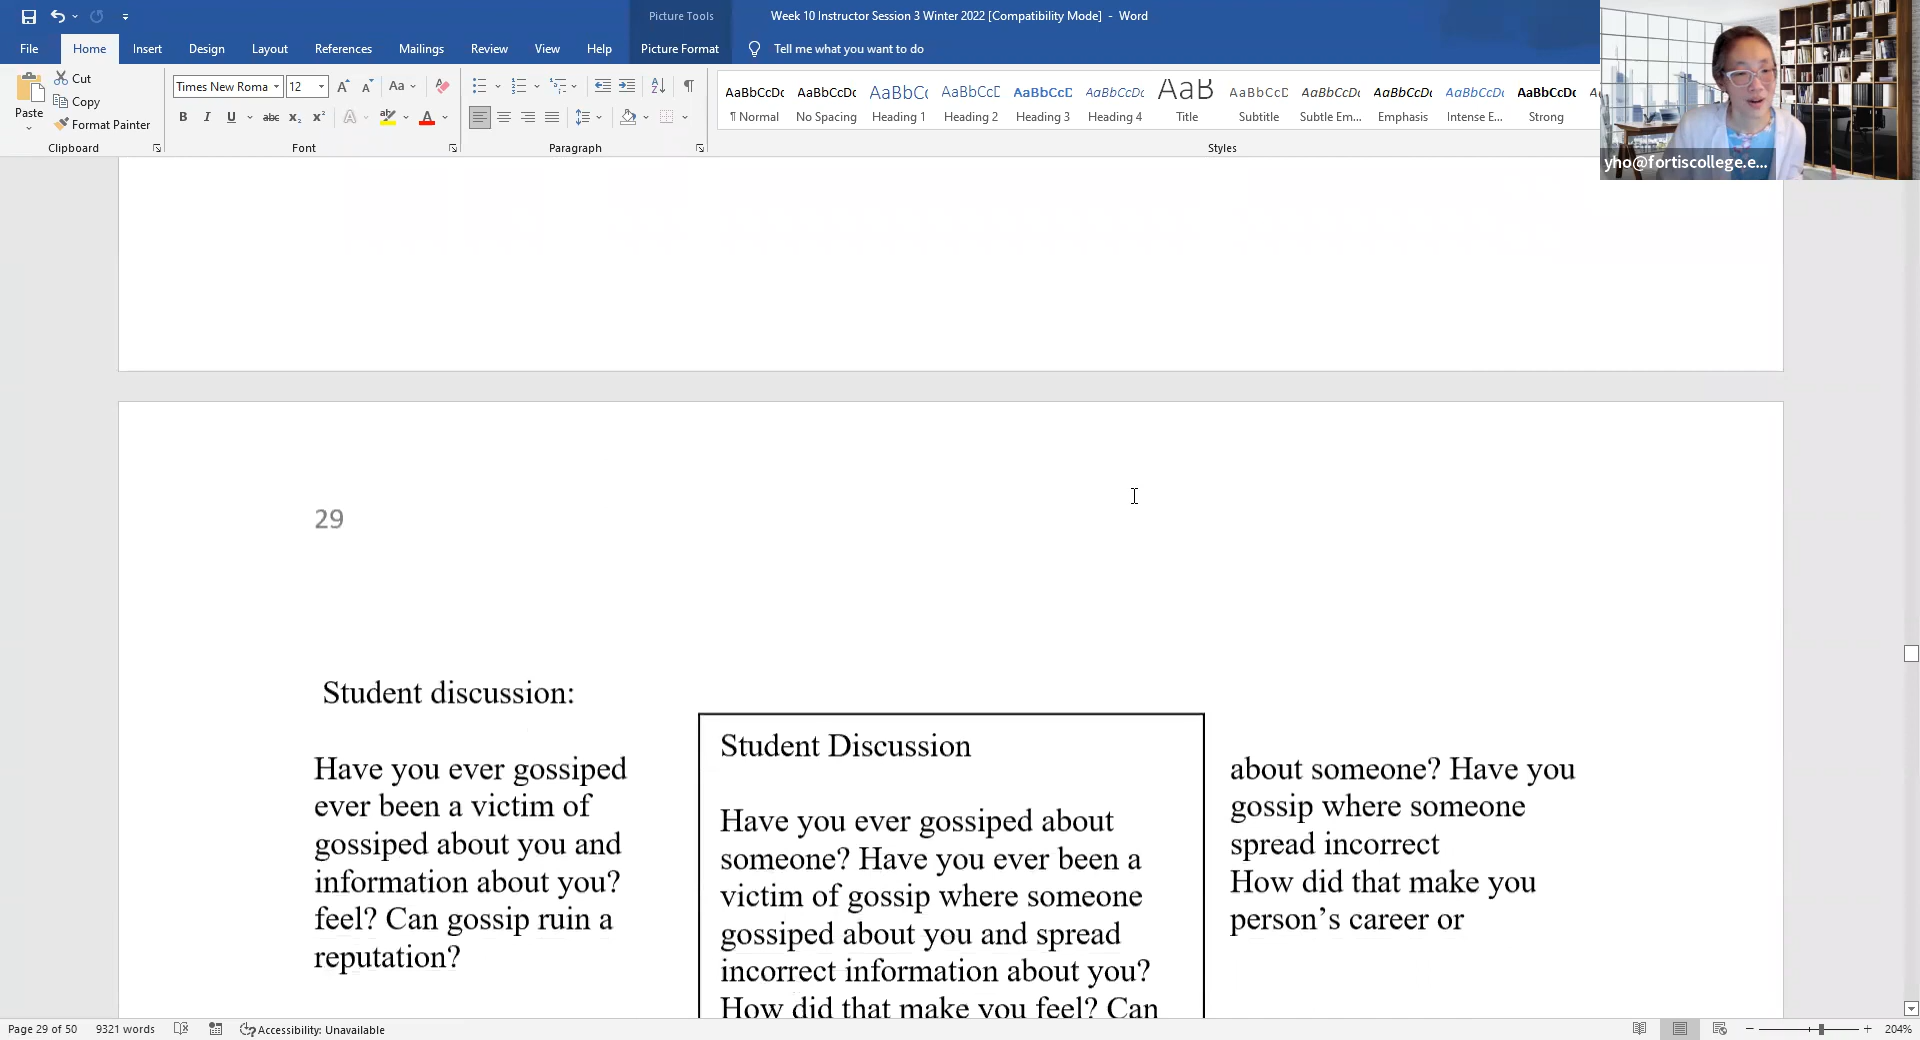 Picture Tools
Week 10 Instructor Session 3 Winter 2022 [Compatibility Mode] - Word
File Home Insert Design Layout References Mailings Review View Help Picture Format Tell me what you want to do
Paste
Cut
Copy
Format Painter
Clipboard
Times New Roma 12
Font
Paragraph
AaBbCcDc AaBbCcDc AaBbC( AaBbCcC AaBbCcD AaBbCcDc AaB AaBbCcD AaBbCcDc AaBbCcDc AaBbCcDc AaBbCcDc
¶ Normal No Spacing Heading 1 Heading 2 Heading 3 Heading 4 Title Subtitle Subtle Em... Emphasis Intense E... Strong
Styles
yho@fortiscollege.e...
29
Student discussion:
Have you ever gossiped about someone? Have you
ever been a victim of gossip where someone
gossiped about you and spread incorrect
information about you? How did that make you
feel? Can gossip ruin a person’s career or
reputation?
Student Discussion
Have you ever gossiped about
someone? Have you ever been a
victim of gossip where someone
gossiped about you and spread
incorrect information about you?
How did that make you feel? Can
Page 29 of 50 9321 words Accessibility: Unavailable 204%